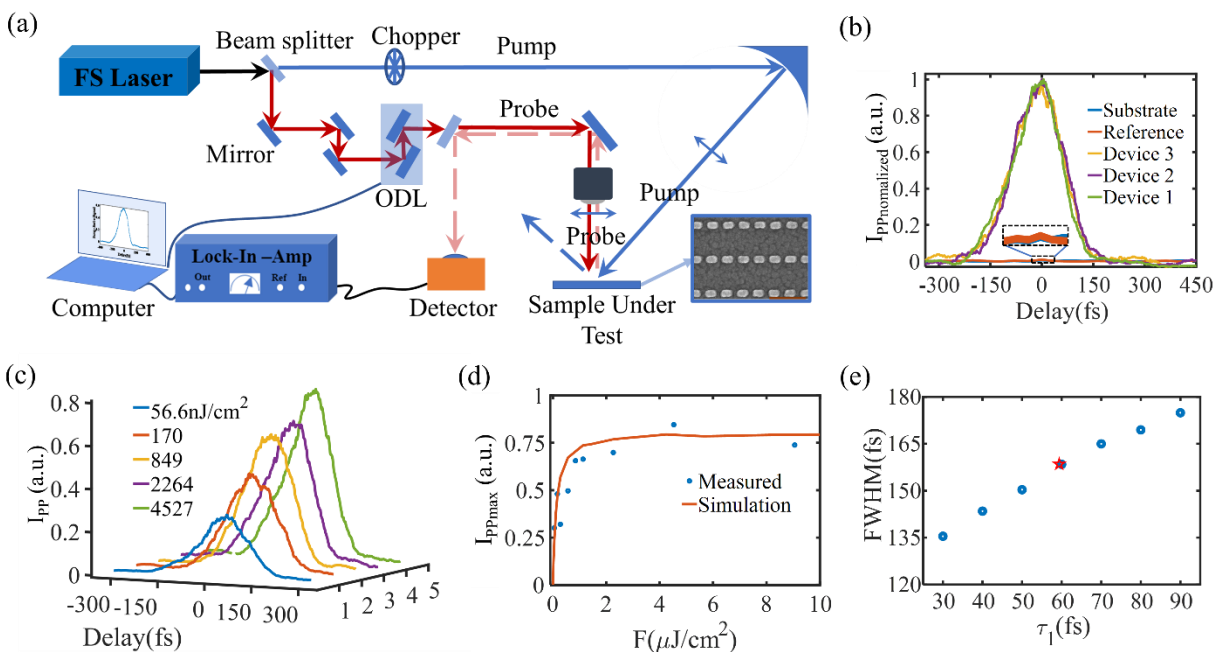 (a)
Beam splitter
Chopper
Pump
FS Laser
Probe
Mirror
ODL
Pump
Probe
Lock-In –Amp
Out
Ref In
Computer
Detector
Sample Under
Test
(b)
I_PPnomalized (a.u.)
1
0.8
0.6
0.4
0.2
0
Substrate
Reference
Device 3
Device 2
Device 1
-300 -150 0 150 300 450
Delay(fs)
(c)
I_PP (a.u.)
0.8
0.6
0.4
0.2
0
56.6nJ/cm²
170
849
2264
4527
-300 -150 0 150 300
1 2 3 4 5
Delay(fs)
(d)
I_PPmax (a.u.)
1
0.75
0.5
0.25
0
Measured
Simulation
0 2 4 6 8 10
F(μJ/cm²)
(e)
FWHM(fs)
180
165
150
135
120
30 40 50 60 70 80 90
τ₁(fs)